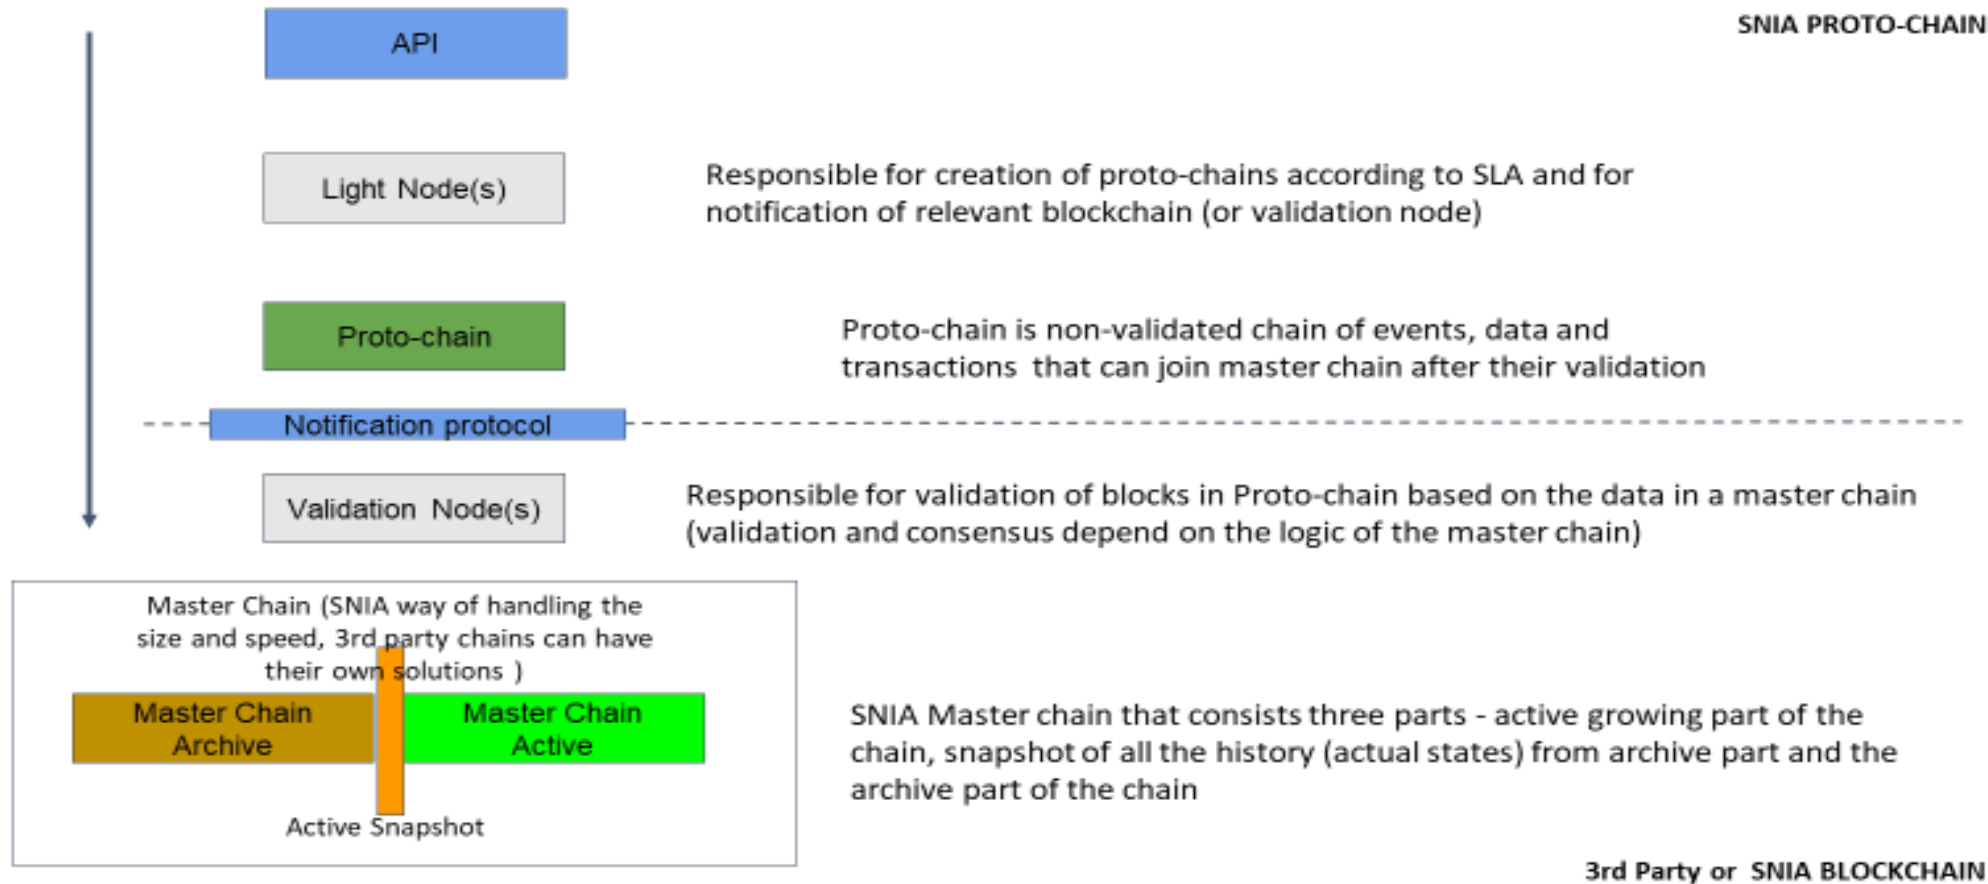 SNIA PROTO-CHAIN
API
Light Node(s)
Responsible for creation of proto-chains according to SLA and for
notification of relevant blockchain (or validation node)
Proto-chain
Proto-chain is non-validated chain of events, data and
transactions that can join master chain after their validation
Notification protocol
Validation Node(s)
Responsible for validation of blocks in Proto-chain based on the data in a master chain
(validation and consensus depend on the logic of the master chain)
Master Chain (SNIA way of handling the
size and speed, 3rd party chains can have
their own solutions )
Master Chain
Archive
Master Chain
Active
Active Snapshot
SNIA Master chain that consists three parts - active growing part of the
chain, snapshot of all the history (actual states) from archive part and the
archive part of the chain
3rd Party or SNIA BLOCKCHAIN